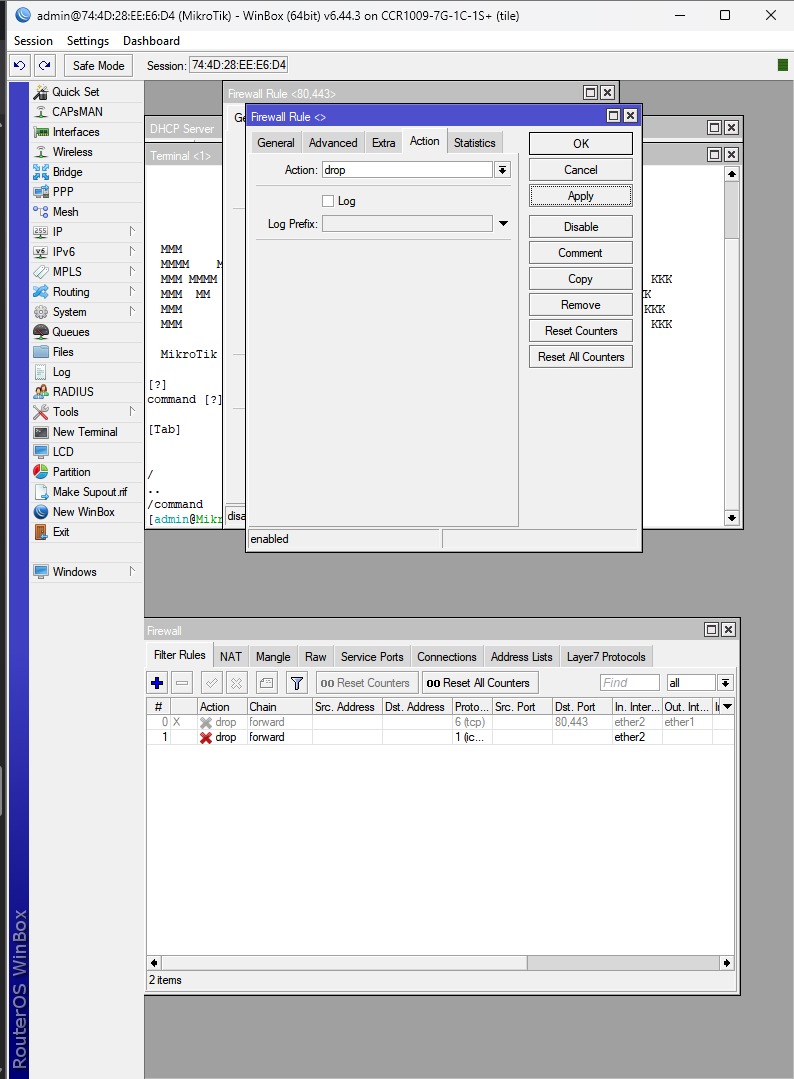 admin@74:4D:28:EE:E6:D4 (MikroTik) - WinBox (64bit) v6.44.3 on CCR1009-7G-1C-1S+ (tile)
Session Settings Dashboard
Safe Mode Session: 74:4D:28:EE:E6:D4
Quick Set
CAPsMAN
Interfaces
Wireless
Bridge
PPP
Mesh
IP
IPv6
MPLS
Routing
System
Queues
Files
Log
RADIUS
Tools
New Terminal
LCD
Partition
Make Supout.rif
New WinBox
Exit
Windows
RouterOS WinBox
DHCP Server
Terminal <1>
MMM
MMMM M
MMM MMMM KKK
MMM MM KK
MMM KKK
MMM KKK
MikroTik
[?]
command [?]
[Tab]
/
..
/command
[admin@Mikr
Firewall Rule <80,443>
Ge
disa
Firewall Rule <>
General Advanced Extra Action Statistics
Action: drop
Log
Log Prefix:
OK
Cancel
Apply
Disable
Comment
Copy
Remove
Reset Counters
Reset All Counters
enabled
Firewall
Filter Rules NAT Mangle Raw Service Ports Connections Address Lists Layer7 Protocols
00 Reset Counters 00 Reset All Counters Find all
# Action Chain Src. Address Dst. Address Proto... Src. Port Dst. Port In. Inter... Out. Int... I
0 X drop forward 6 (tcp) 80,443 ether2 ether1
1 drop forward 1 (ic... ether2
2 items